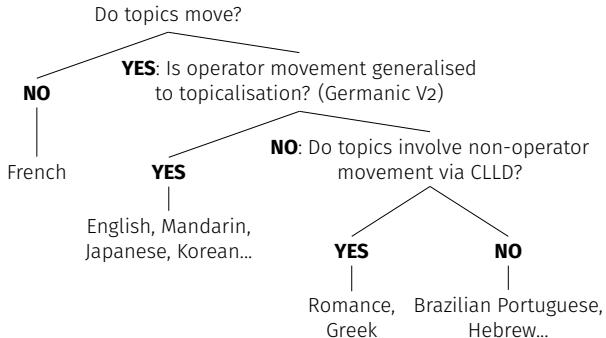 Do topics move?
NO
YES: Is operator movement generalised
to topicalisation? (Germanic V2)
French
YES
NO: Do topics involve non-operator
movement via CLLD?
English, Mandarin,
Japanese, Korean...
YES
NO
Romance,
Greek
Brazilian Portuguese,
Hebrew...